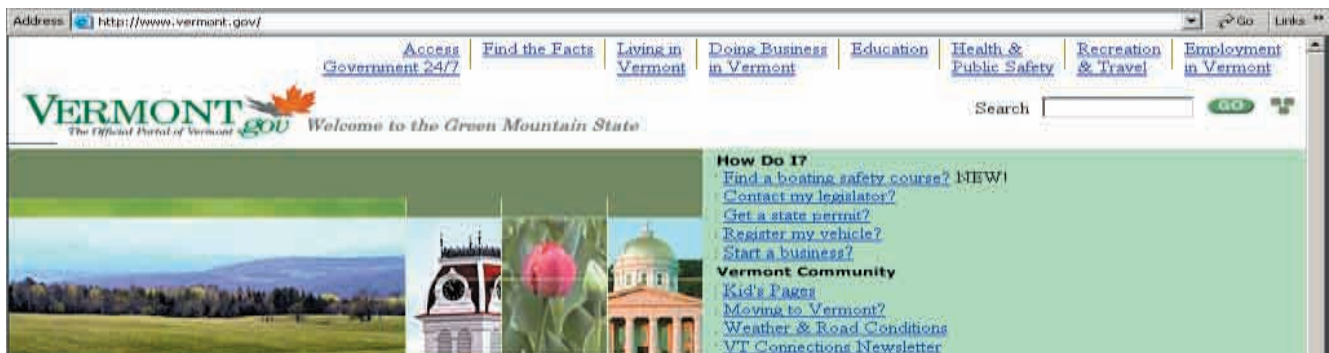 Address http://www.vermont.gov/ Go Links »
Access Government 24/7
Find the Facts
Living in Vermont
Doing Business in Vermont
Education
Health & Public Safety
Recreation & Travel
Employment in Vermont
VERMONT gov
The Official Portal of Vermont
Welcome to the Green Mountain State
Search GO
How Do I?
Find a boating safety course? NEW!
Contact my legislator?
Get a state permit?
Register my vehicle?
Start a business?
Vermont Community
Kid's Pages
Moving to Vermont?
Weather & Road Conditions
VT Connections Newsletter